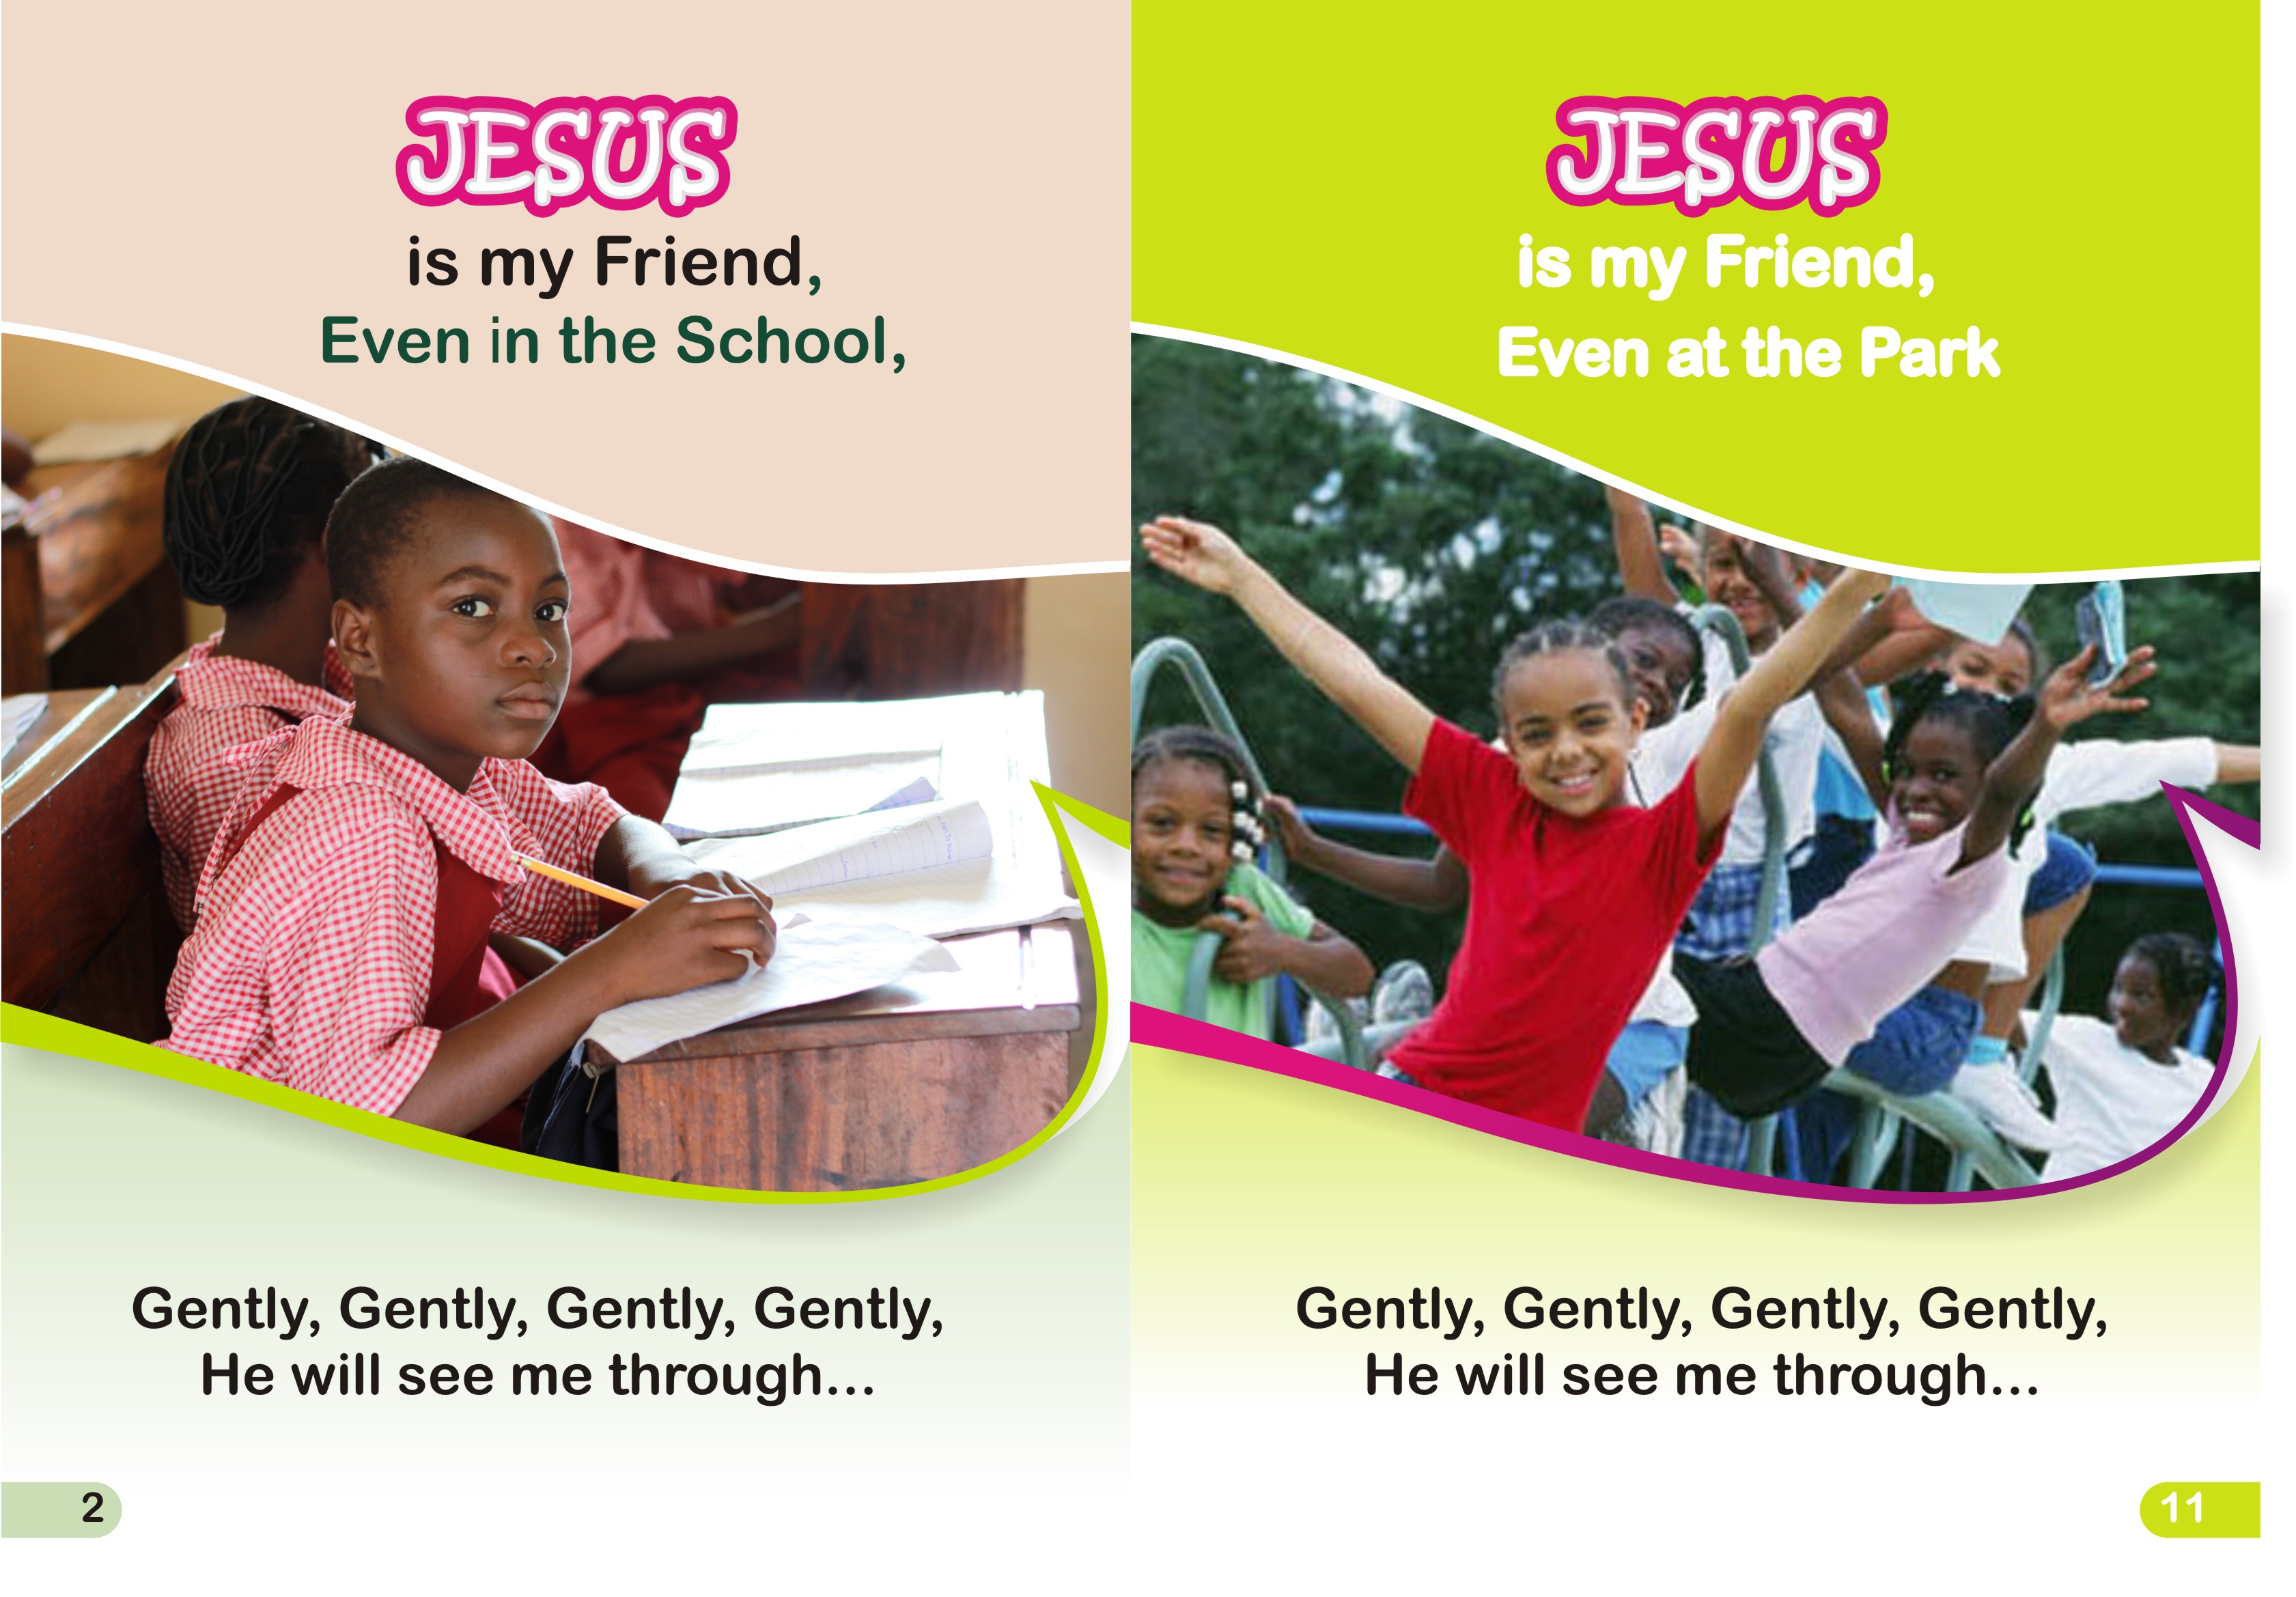 JESUS
is my Friend,
Even in the School,
Gently, Gently, Gently, Gently,
He will see me through...
2
JESUS
is my Friend,
Even at the Park
Gently, Gently, Gently, Gently,
He will see me through...
11